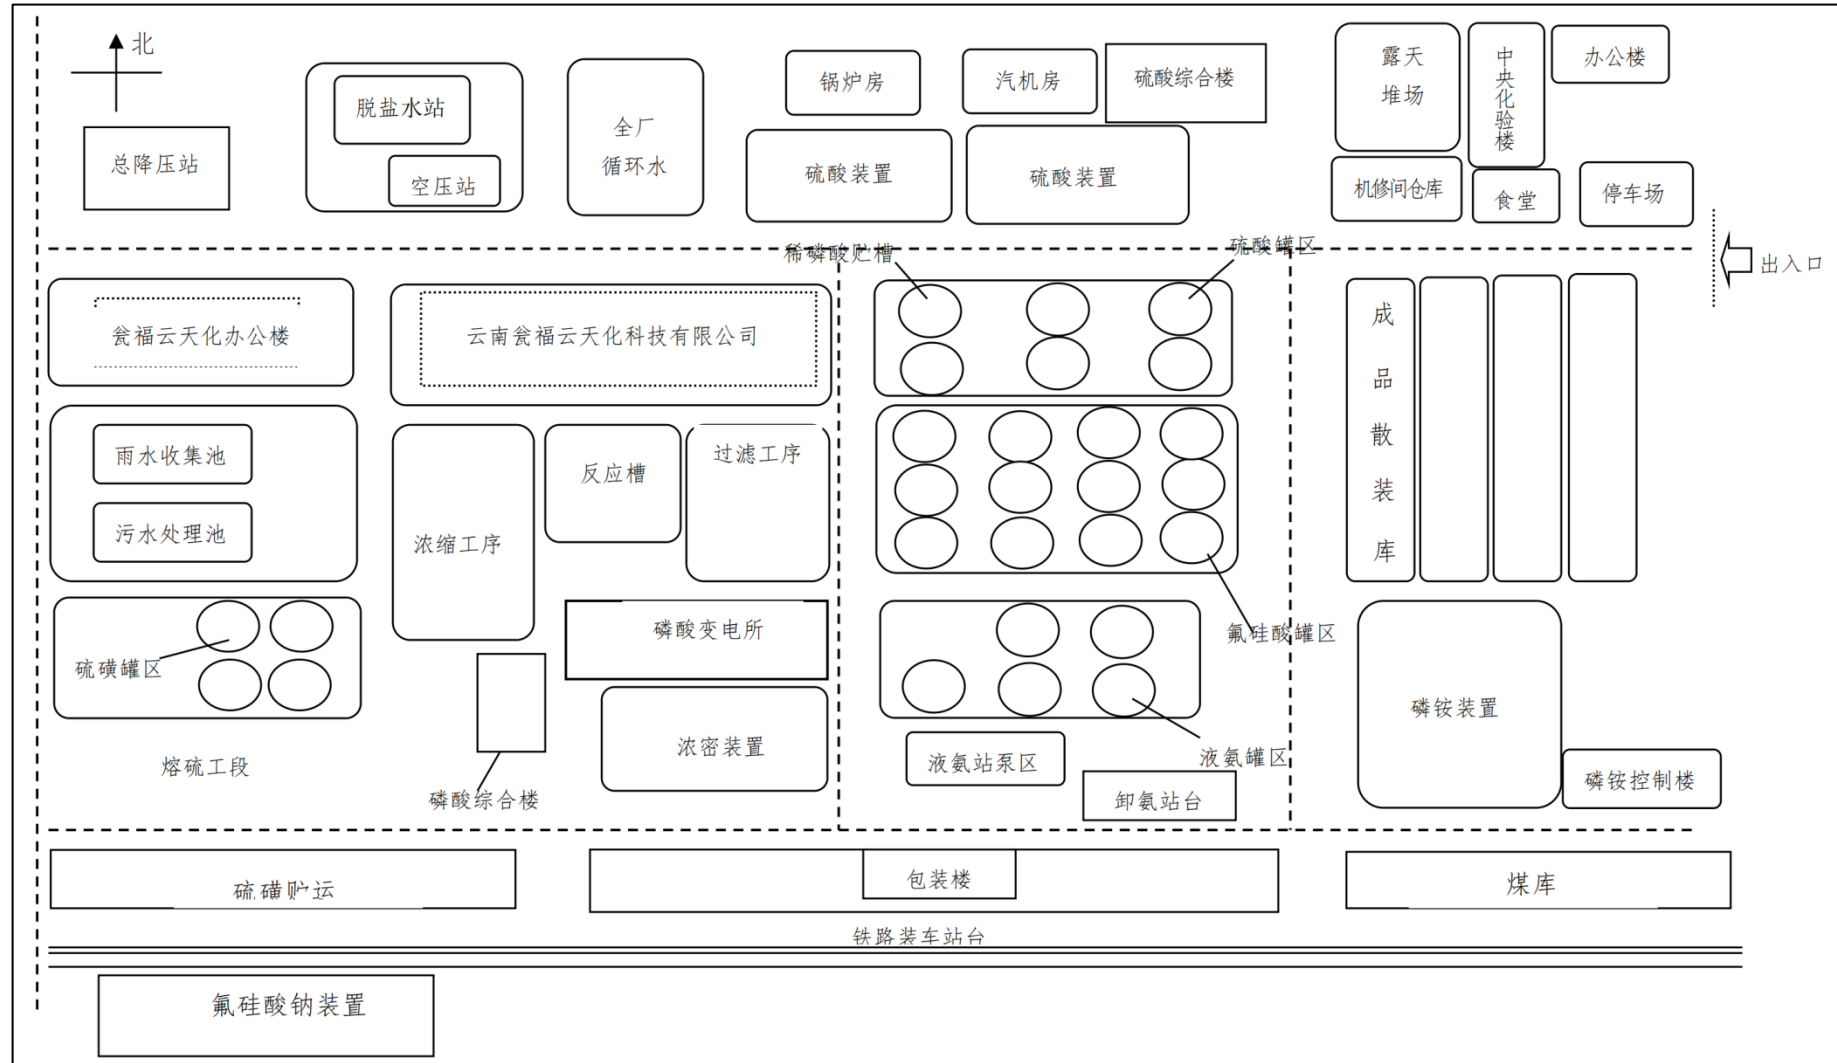 北
脱盐水站
空压站
总降压站
全厂
循环水
锅炉房
汽机房
硫酸综合楼
硫酸装置
硫酸装置
露天
堆场
中央化验楼
办公楼
机修间仓库
食堂
停车场
出入口
稀磷酸贮槽
硫酸罐区
瓮福云天化办公楼
云南瓮福云天化科技有限公司
成品散装库
雨水收集池
污水处理池
浓缩工序
反应槽
过滤工序
磷酸变电所
氟硅酸罐区
硫磺罐区
熔硫工段
磷酸综合楼
浓密装置
液氨站泵区
液氨罐区
卸氨站台
磷铵装置
磷铵控制楼
硫磺贮运
包装楼
煤库
铁路装车站台
氟硅酸钠装置